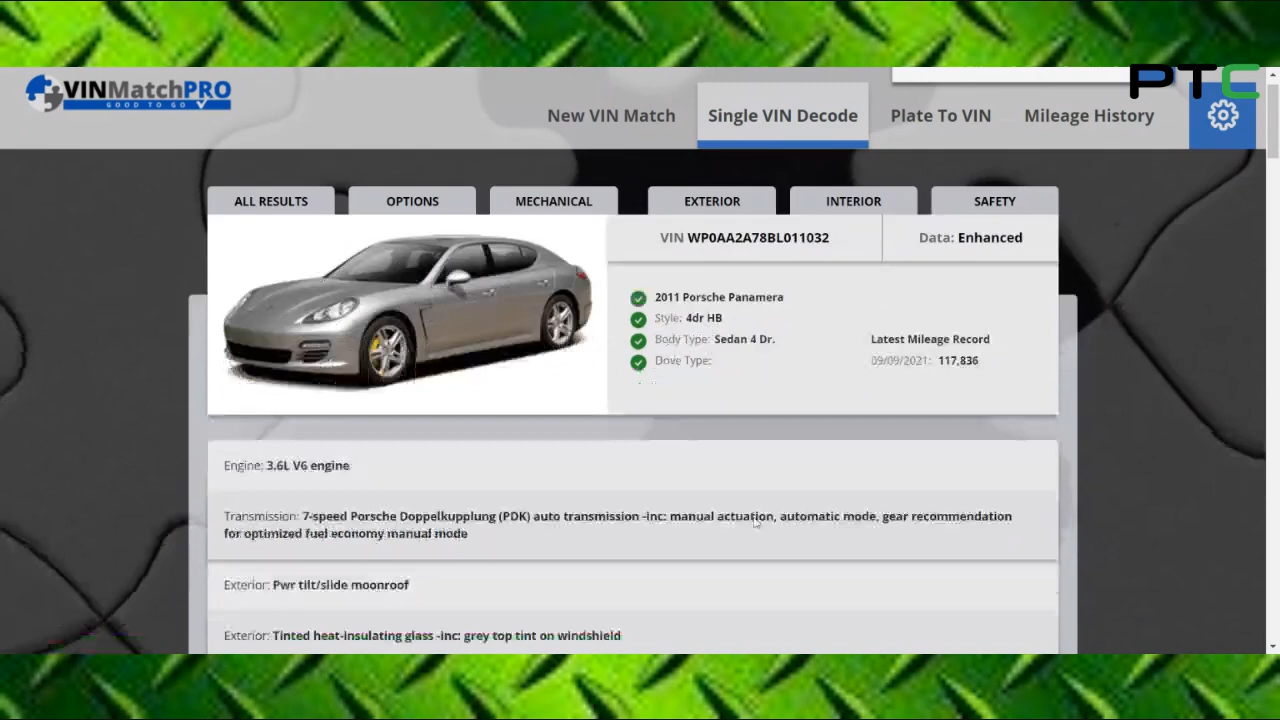 PTC
VINMatchPRO
GOOD TO GO
New VIN Match
Single VIN Decode
Plate To VIN
Mileage History
ALL RESULTS
OPTIONS
MECHANICAL
EXTERIOR
INTERIOR
SAFETY
VIN WP0AA2A78BL011032
Data: Enhanced
2011 Porsche Panamera
Style: 4dr HB
Body Type: Sedan 4 Dr.
Dove Type:
Latest Mileage Record
09/09/2021: 117,836
Engine: 3.6L V6 engine
Transmission: 7-speed Porsche Doppelkupplung (PDK) auto transmission -inc: manual actuation, automatic mode, gear recommendation
for optimized fuel economy manual mode
Exterior: Pwr tilt/slide moonroof
Exterior: Tinted heat-insulating glass -inc: grey top tint on windshield